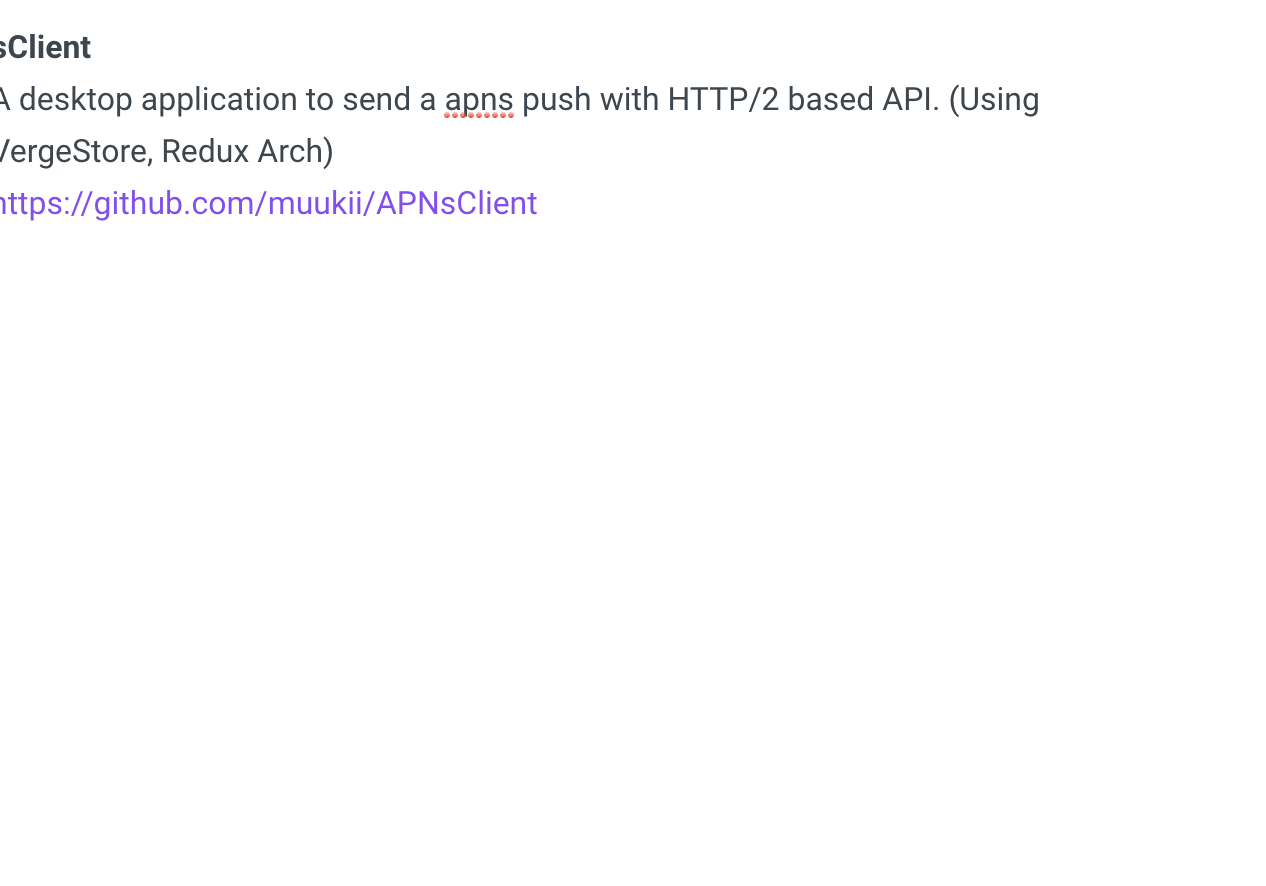 sClient
A desktop application to send a apns push with HTTP/2 based API. (Using
VergeStore, Redux Arch)
https://github.com/muukii/APNsClient